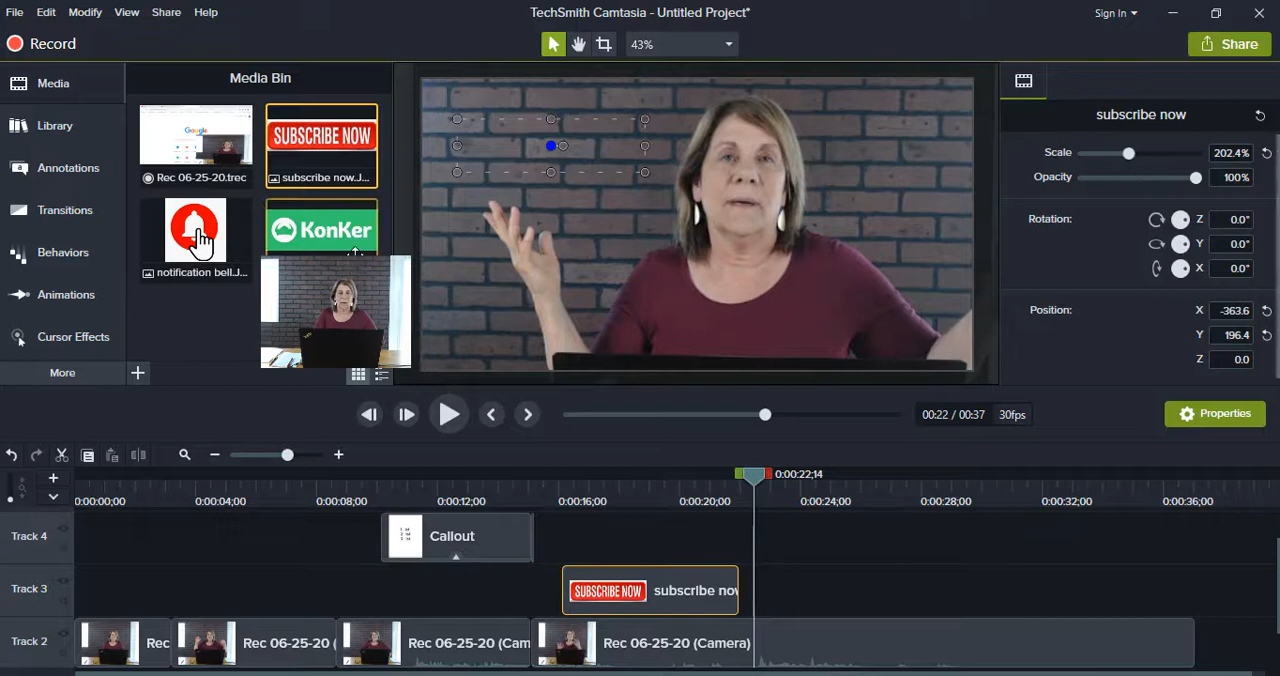 File Edit Modify View Share Help TechSmith Camtasia - Untitled Project* Sign In
Record 43% Share
Media
Library
Annotations
Transitions
Behaviors
Animations
Cursor Effects
More
Media Bin
Google
Rec 06-25-20.trec
SUBSCRIBE NOW
subscribe now.J...
notification bell.J...
KonKer
subscribe now
Scale 202.4%
Opacity 100%
Rotation: Z 0.0°
Y 0.0°
X 0.0°
Position: X -363.6
Y 196.4
Z 0.0
00:22 / 00:37 30fps
Properties
0:00:22;14
0:00:00;00 0:00:04;00 0:00:08;00 0:00:12;00 0:00:16;00 0:00:20;00 0:00:24;00 0:00:28;00 0:00:32;00 0:00:36;00
Track 4 Callout
Track 3 SUBSCRIBE NOW subscribe nov
Track 2 Rec Rec 06-25-20 ( Rec 06-25-20 (Cam Rec 06-25-20 (Camera)